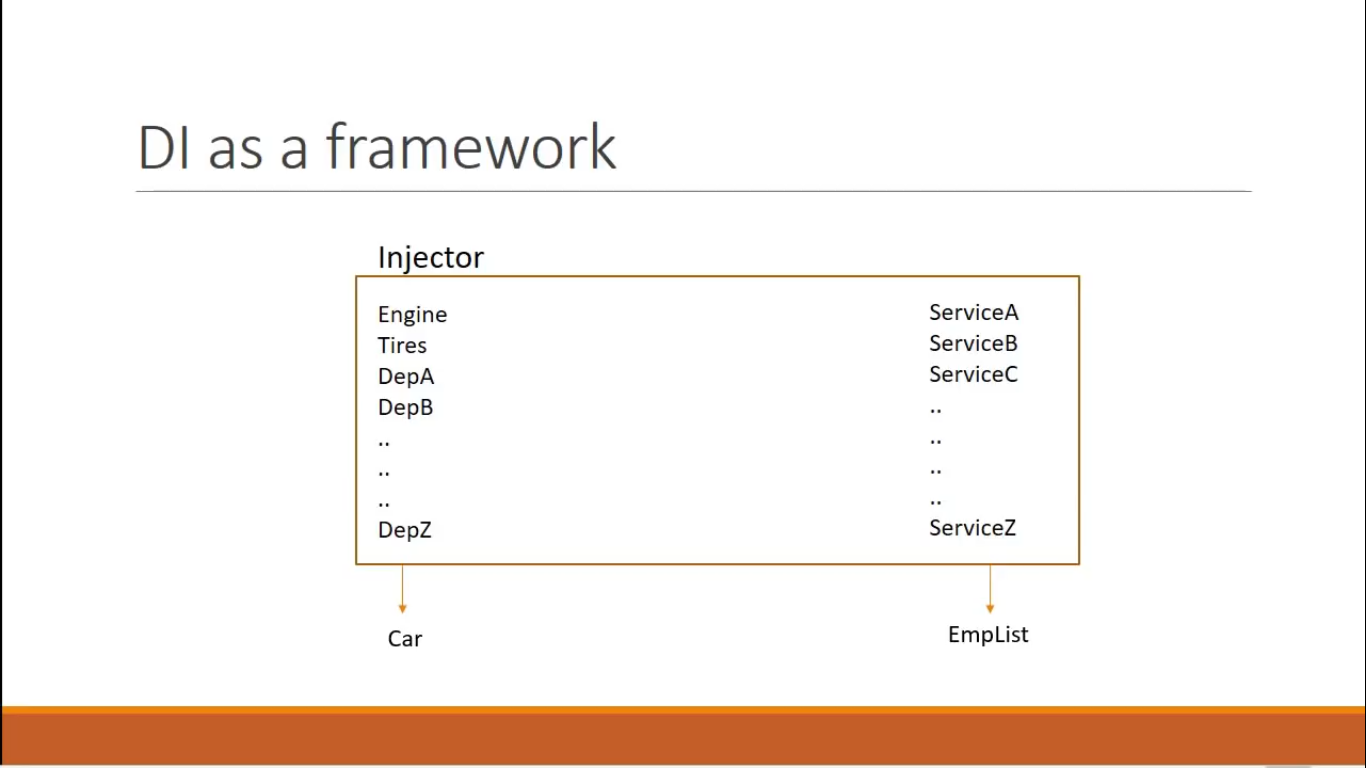 DI as a framework
Injector
Engine
Tires
DepA
DepB
..
..
..
DepZ
ServiceA
ServiceB
ServiceC
..
..
..
..
ServiceZ
Car
EmpList